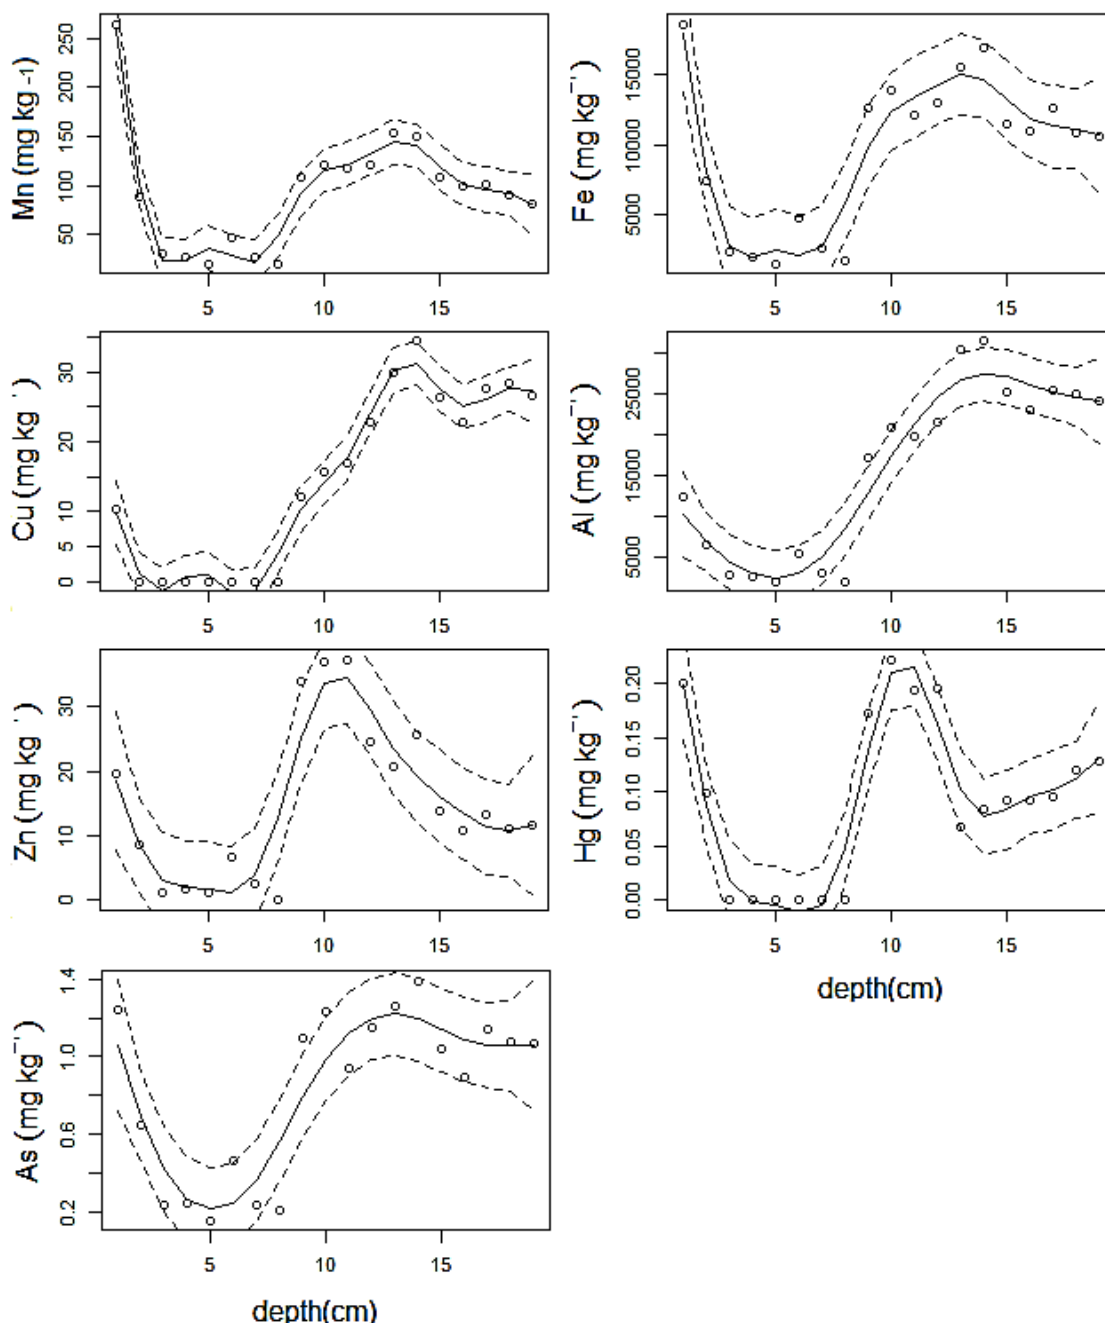 Mn (mg kg -1)
50 100 150 200 250
5 10 15
Fe (mg kg⁻¹)
5000 10000 15000
5 10 15
Cu (mg kg
0 5 10 20 30
5 10 15
Al (mg kg⁻¹)
5000 15000 25000
5 10 15
Zn (mg kg
0 10 20 30
5 10 15
Hg (mg kg⁻¹)
0.00 0.05 0.10 0.15 0.20
5 10 15
depth(cm)
As (mg kg⁻¹)
0.2 0.6 1.0 1.4
5 10 15
depth(cm)